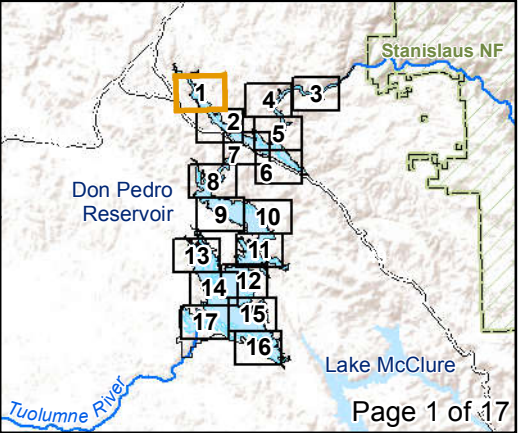 Stanislaus NF
1
4
3
2
5
7
6
8
Don Pedro
Reservoir
9
10
13
11
14
12
17
15
16
Lake McClure
Tuolumne River
Page 1 of 17